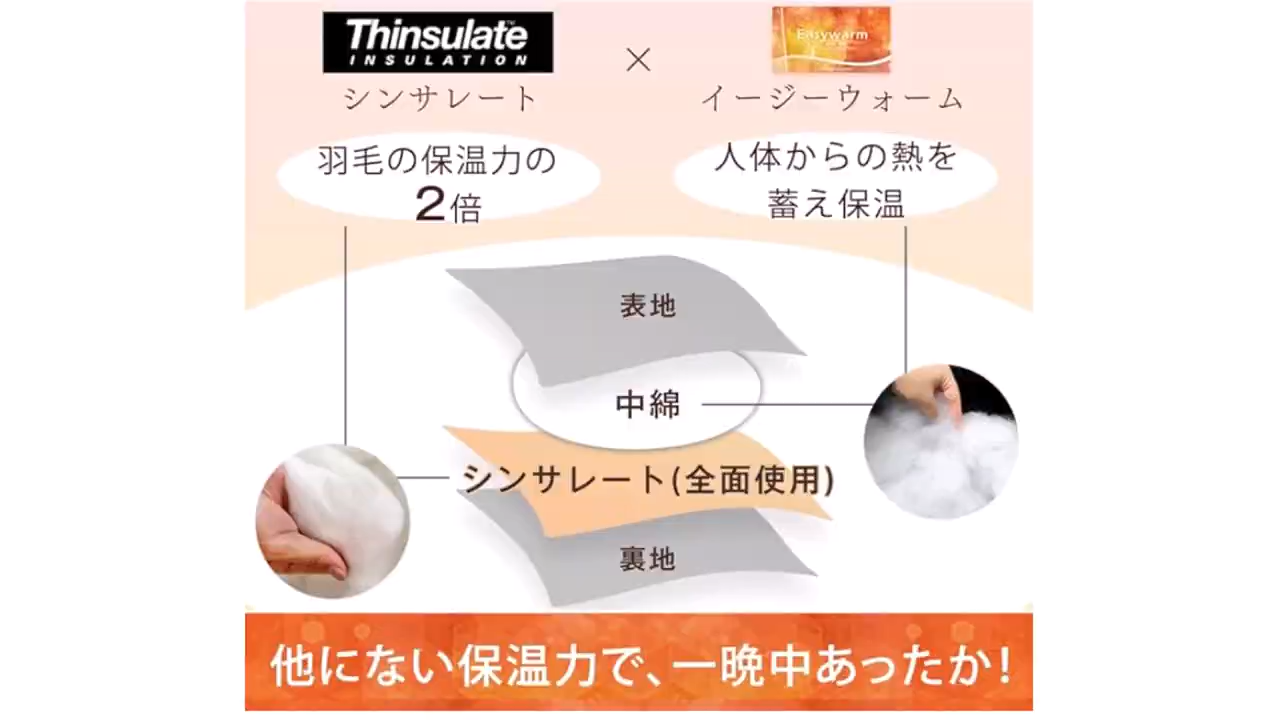 Thinsulate™
INSULATION
×
Easywarm
シンサレート
イージーウォーム
羽毛の保温力の
2倍
人体からの熱を
蓄え保温
表地
中綿
シンサレート(全面使用)
裏地
他にない保温力で、一晩中あったか!